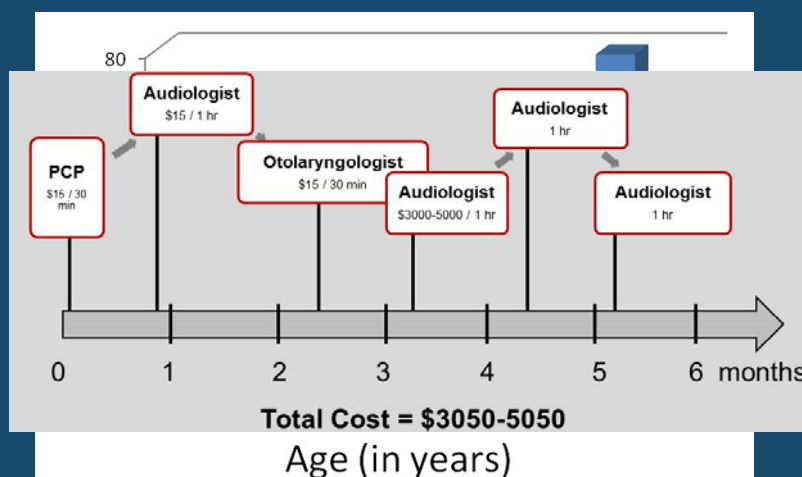 80
Audiologist
$15 / 1 hr
Audiologist
1 hr
PCP
$15 / 30
min
Otolaryngologist
$15 / 30 min
Audiologist
$3000-5000 / 1 hr
Audiologist
1 hr
0 1 2 3 4 5 6 months
Total Cost = $3050-5050
Age (in years)